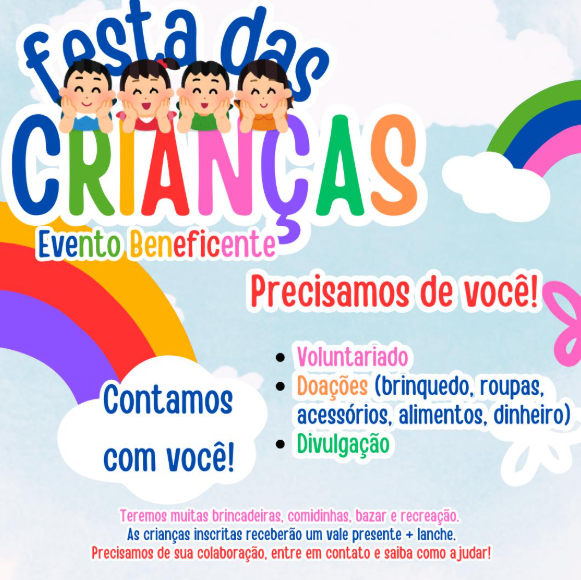 Festa das
CRIANÇAS
Evento Beneficente
Precisamos de você!
• Voluntariado
• Doações (brinquedo, roupas,
acessórios, alimentos, dinheiro)
• Divulgação
Contamos
com você!
Teremos muitas brincadeiras, comidinhas, bazar e recreação.
As crianças inscritas receberão um vale presente + lanche.
Precisamos de sua colaboração, entre em contato e saiba como ajudar!